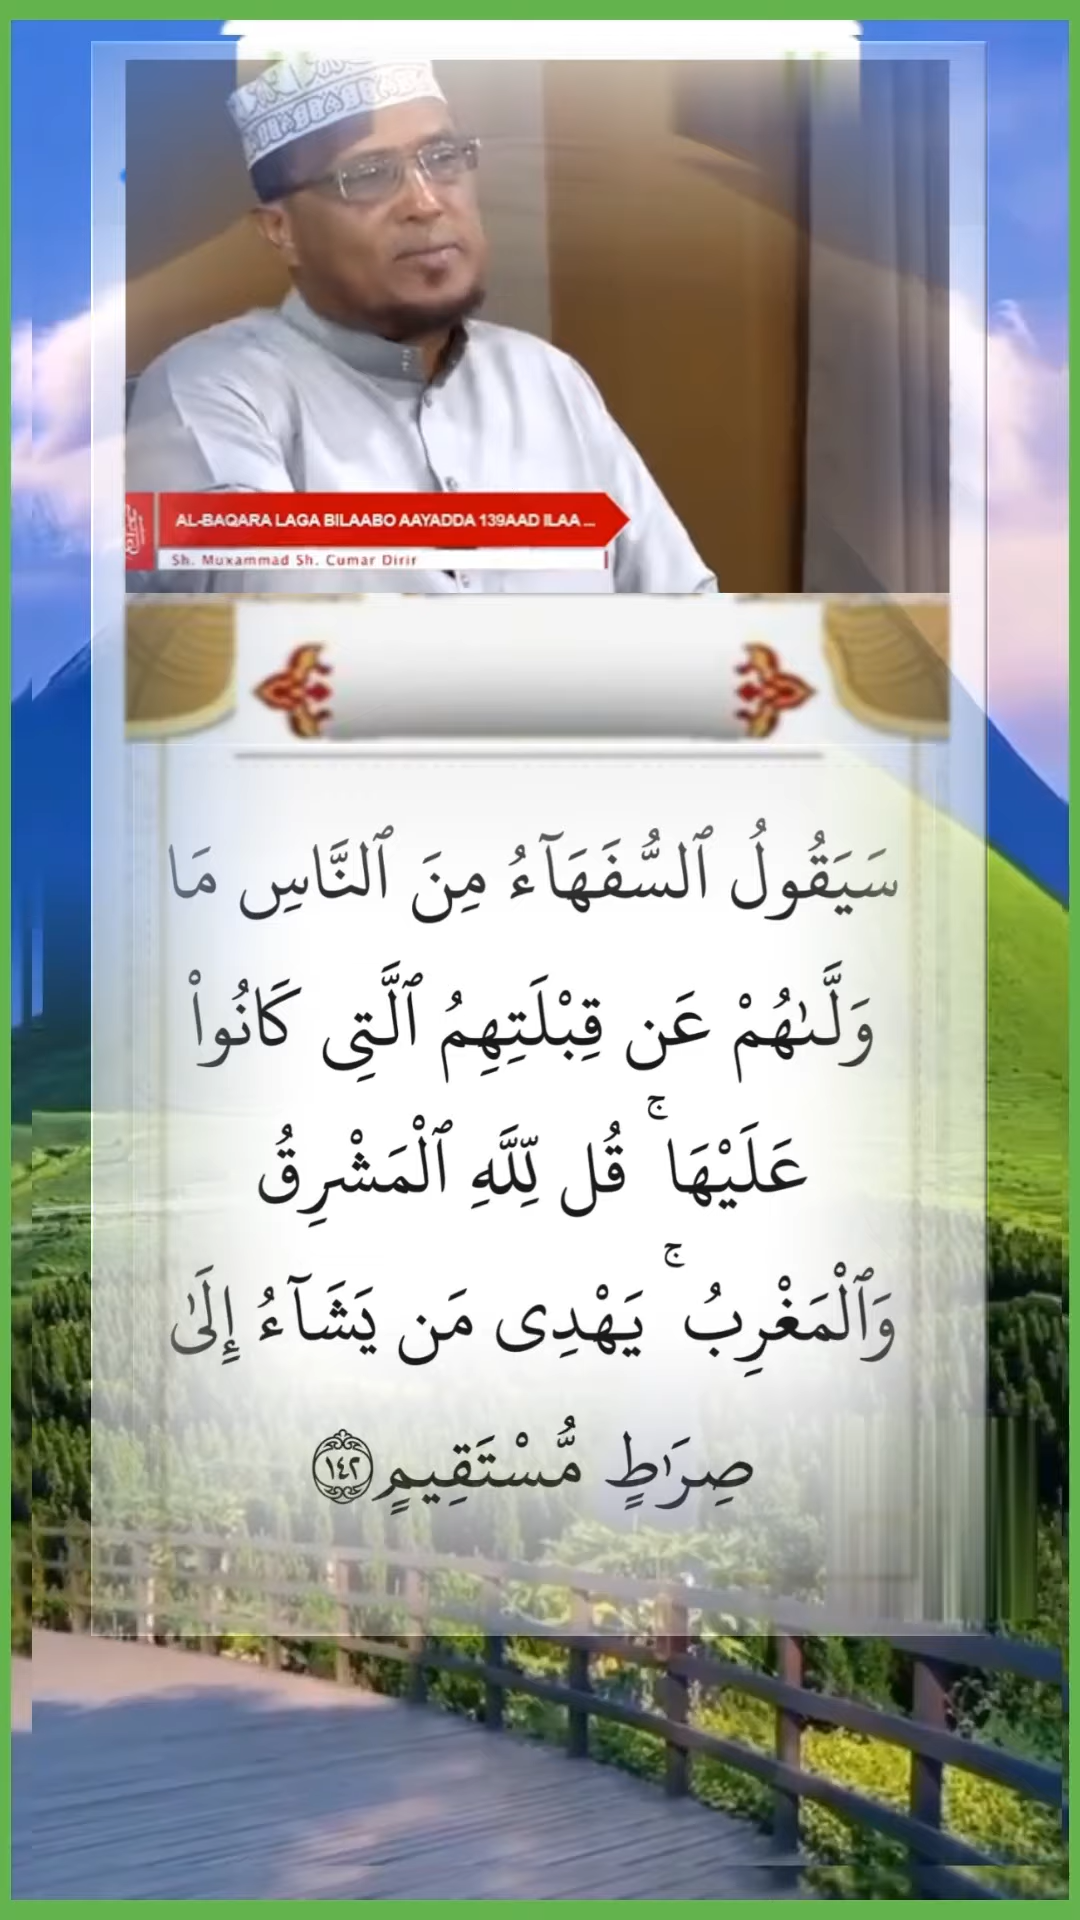 AL-BAQARA LAGA BILAABO AAYADDA 139AAD ILAA ...
Sh. Muxammad Sh. Cumar Dirir
سَيَقُولُ ٱلسُّفَهَآءُ مِنَ ٱلنَّاسِ مَا
وَلَّىٰهُمْ عَن قِبْلَتِهِمُ ٱلَّتِى كَانُوا۟
عَلَيْهَا ۚ قُل لِّلَّهِ ٱلْمَشْرِقُ
وَٱلْمَغْرِبُ ۚ يَهْدِى مَن يَشَآءُ إِلَىٰ
صِرَٰطٍ مُّسْتَقِيمٍ ١٤٢